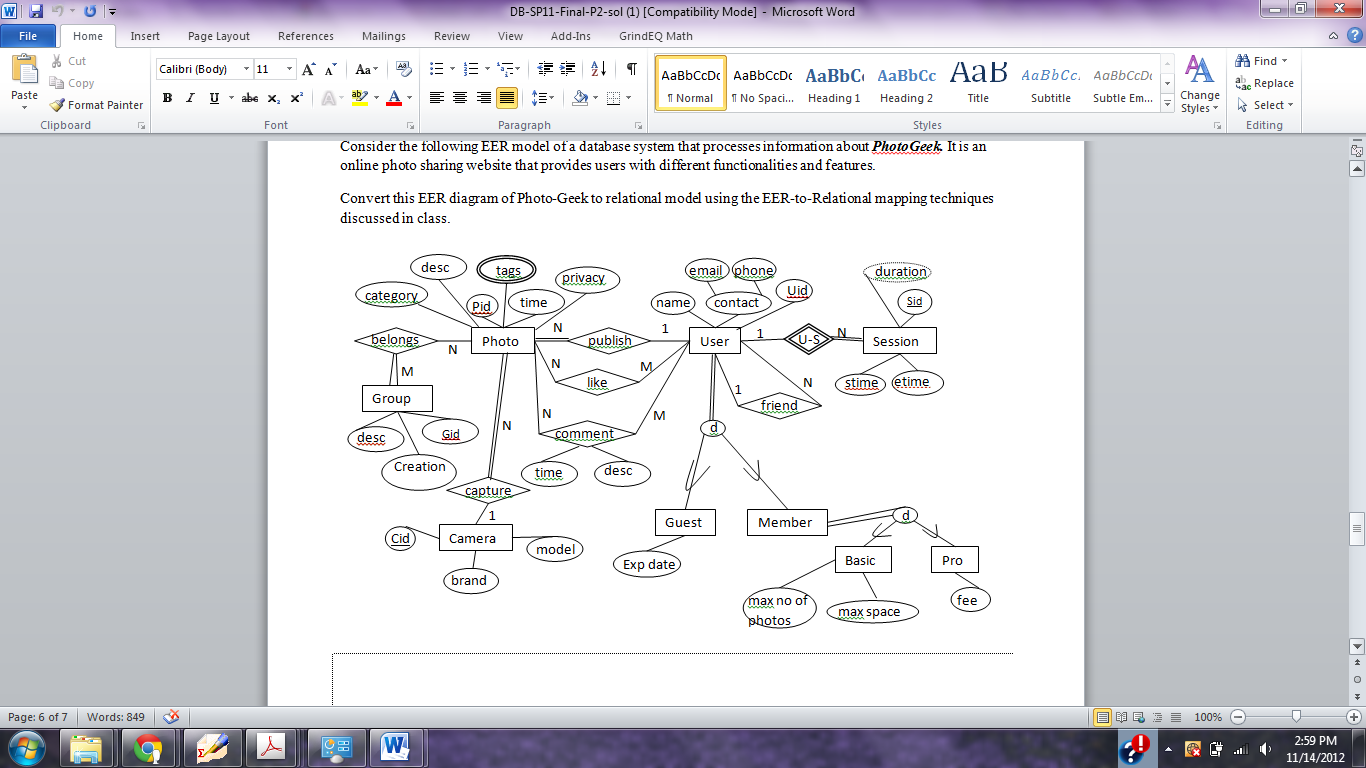 DB-SP11-Final-P2-sol (1) [Compatibility Mode] - Microsoft Word
File Home Insert Page Layout References Mailings Review View Add-Ins GrindEQ Math
Paste
Cut
Copy
Format Painter
Clipboard
Calibri (Body) 11
Font
Paragraph
AaBbCcDc AaBbCcDc AaBbCc AaBbCc AaB AaBbCc. AaBbCcDc
¶ Normal ¶ No Spaci... Heading 1 Heading 2 Title Subtitle Subtle Em...
Styles
Change
Styles
Find
Replace
Select
Editing
Consider the following EER model of a database system that processes information about PhotoGeek. It is an
online photo sharing website that provides users with different functionalities and features.
Convert this EER diagram of Photo-Geek to relational model using the EER-to-Relational mapping techniques
discussed in class.
desc tags privacy email phone duration
category Pid time name contact Uid Sid
belongs N Photo N publish 1 User 1 U-S N Session
M N like M
Group 1 N stime etime
friend
desc Gid N N comment M d
Creation time desc
capture
1 Guest Member d
Cid Camera model
Exp date Basic Pro
brand
max no of
photos
max space
fee
Page: 6 of 7 Words: 849 100%
2:59 PM
11/14/2012